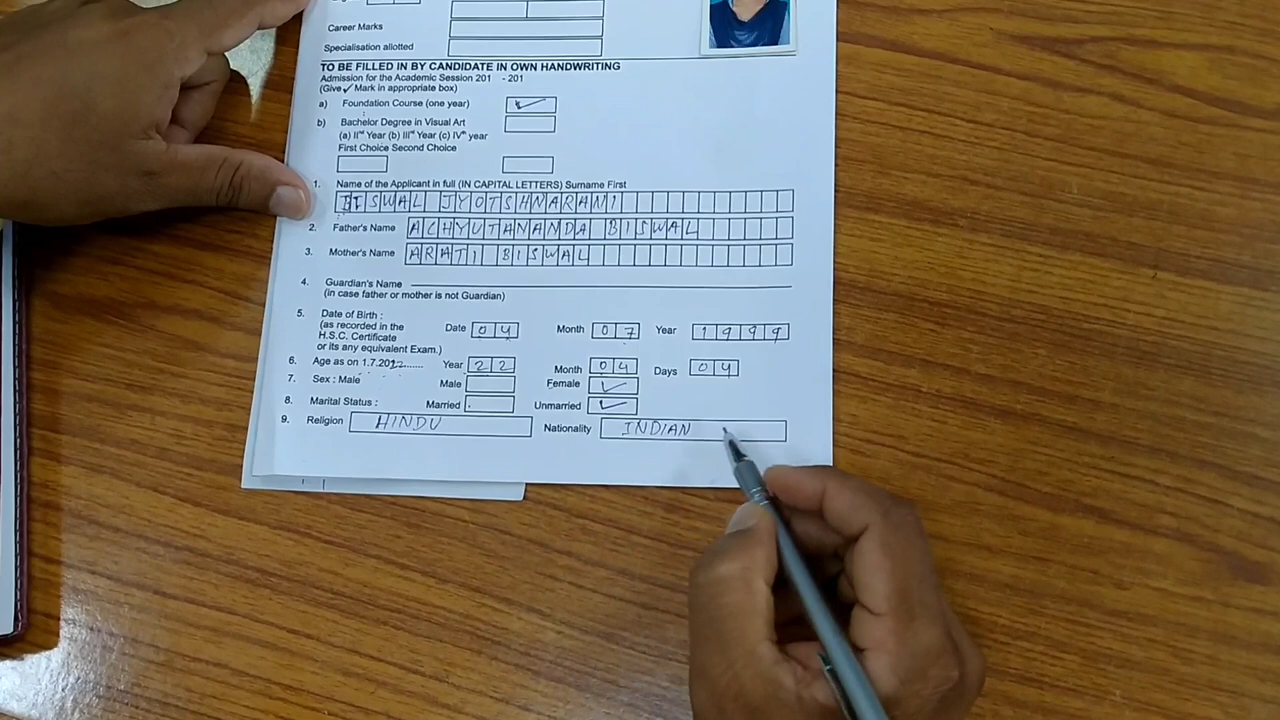 Career Marks
Specialisation allotted
TO BE FILLED IN BY CANDIDATE IN OWN HANDWRITING
Admission for the Academic Session 201 - 201
(Give ✓ Mark in appropriate box)
a) Foundation Course (one year) ✓
b) Bachelor Degree in Visual Art
(a) IInd Year (b) IIIrd Year (c) IVth year
First Choice Second Choice
1. Name of the Applicant in full (IN CAPITAL LETTERS) Surname First
BISWAL JYOTSHNARANI
2. Father's Name ACHYUTANANDA BISWAL
3. Mother's Name ARATI BISWAL
4. Guardian's Name
(in case father or mother is not Guardian)
5. Date of Birth : Date 04 Month 07 Year 1999
(as recorded in the
H.S.C. Certificate
or its any equivalent Exam.)
6. Age as on 1.7.2022...... Year 22 Month 04 Days 04
7. Sex : Male Male Female ✓
8. Marital Status : Married Unmarried ✓
9. Religion HINDU Nationality INDIAN